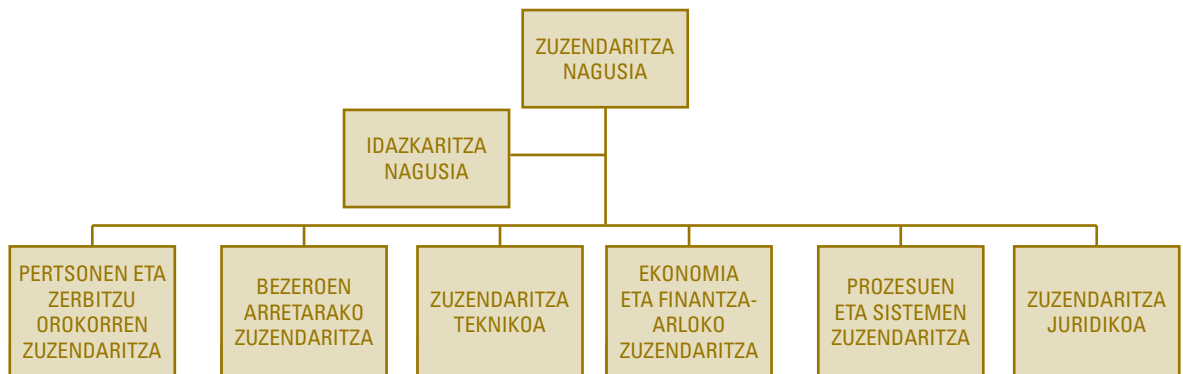 ZUZENDARITZA
NAGUSIA
IDAZKARITZA
NAGUSIA
PERTSONEN ETA
ZERBITZU
OROKORREN
ZUZENDARITZA
BEZEROEN
ARRETARAKO
ZUZENDARITZA
ZUZENDARITZA
TEKNIKOA
EKONOMIA
ETA FINANTZA-
ARLOKO
ZUZENDARITZA
PROZESUEN
ETA SISTEMEN
ZUZENDARITZA
ZUZENDARITZA
JURIDIKOA